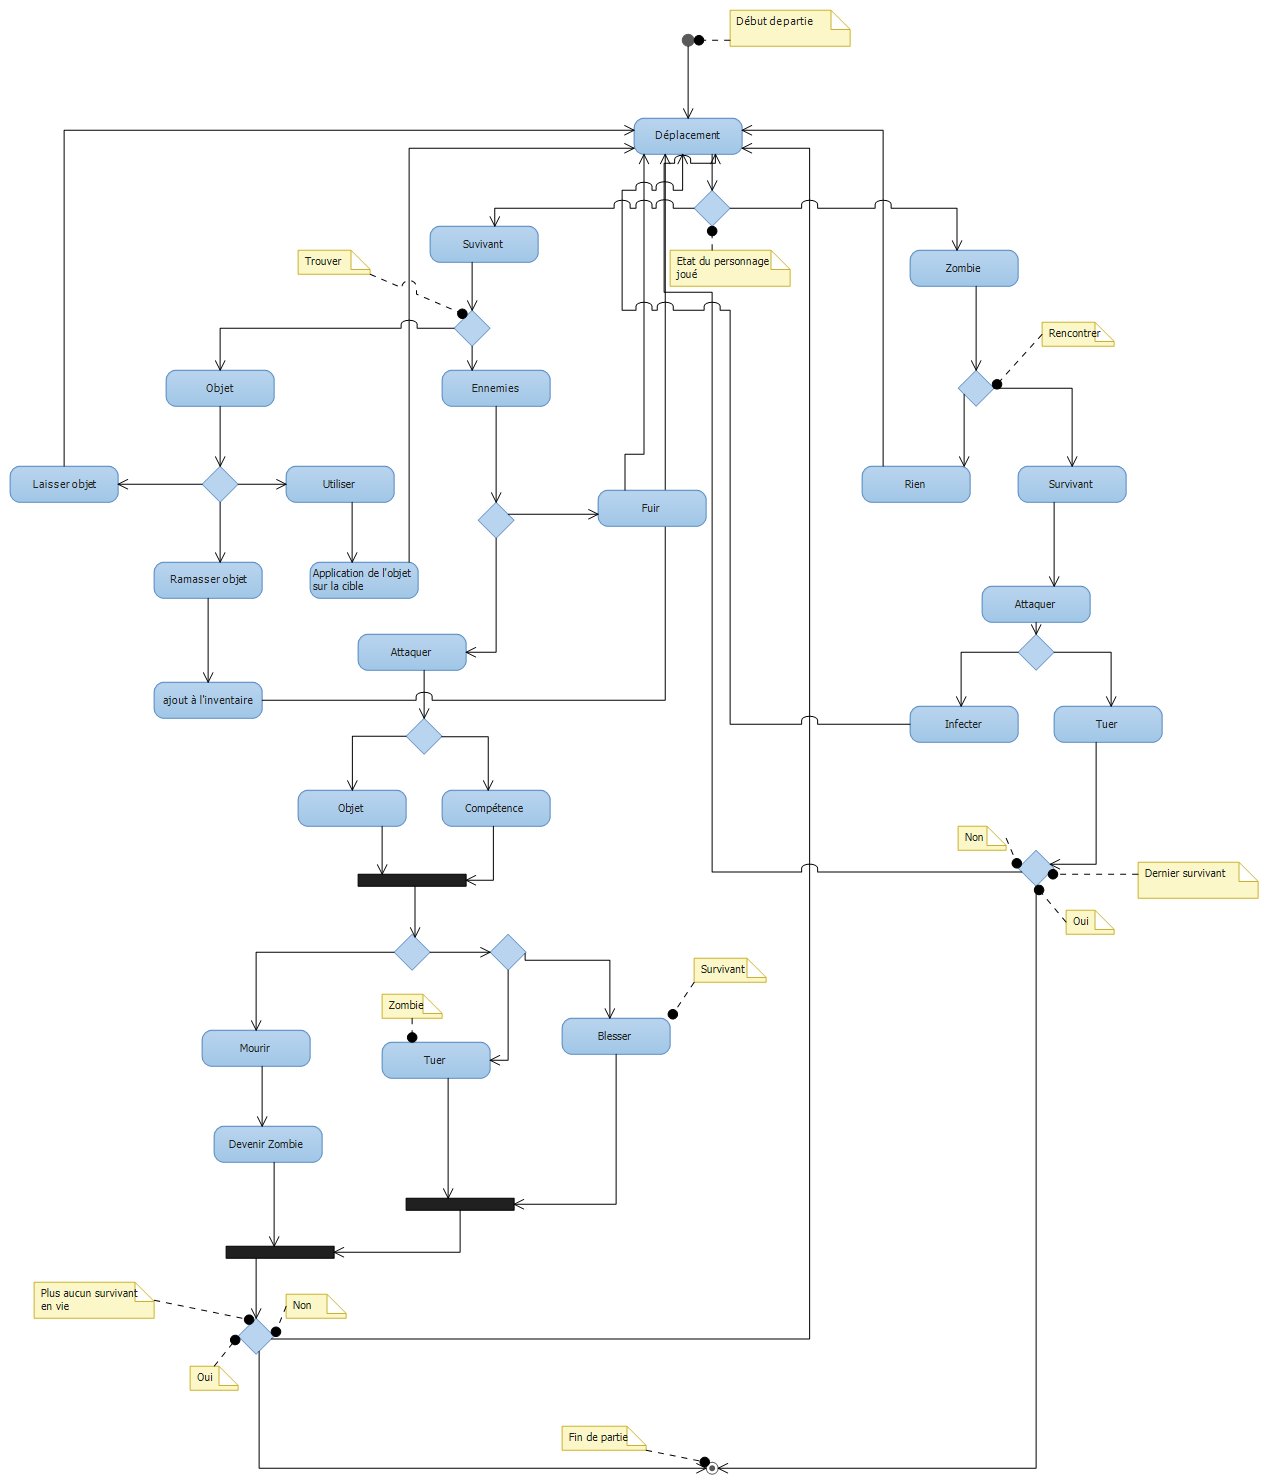 Début de partie
Déplacement
Suvivant
Trouver
Etat du personnage
joué
Zombie
Rencontrer
Objet
Ennemies
Laisser objet
Utiliser
Fuir
Rien
Survivant
Ramasser objet
Application de l'objet
sur la cible
Attaquer
Attaquer
ajout à l'inventaire
Infecter
Tuer
Objet
Compétence
Non
Dernier survivant
Oui
Survivant
Zombie
Mourir
Tuer
Blesser
Devenir Zombie
Plus aucun survivant
en vie
Non
Oui
Fin de partie